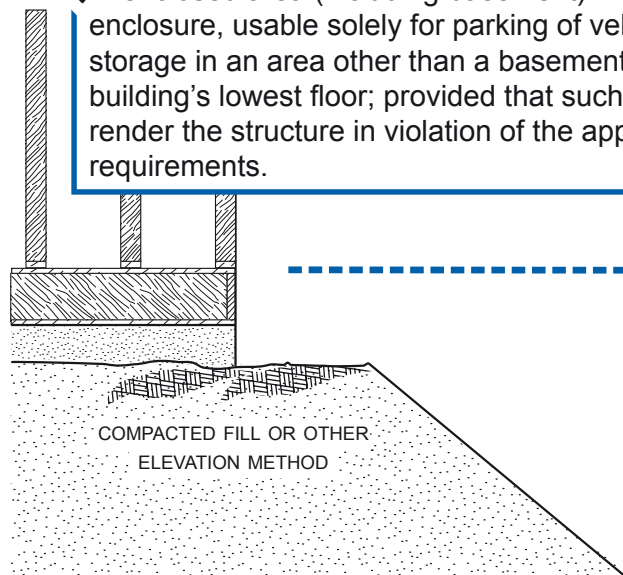 enclosure, usable solely for parking of vel
storage in an area other than a basement
building’s lowest floor; provided that such
render the structure in violation of the app
requirements.
COMPACTED FILL OR OTHER
ELEVATION METHOD